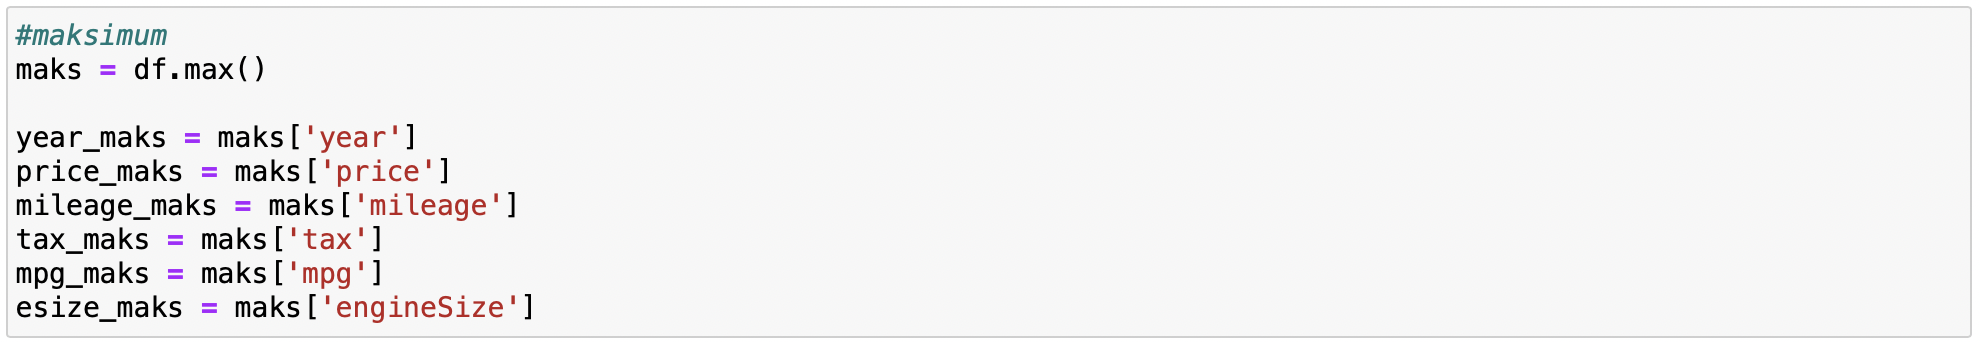 #maksimum
maks = df.max()
year_maks = maks['year']
price_maks = maks['price']
mileage_maks = maks['mileage']
tax_maks = maks['tax']
mpg_maks = maks['mpg']
esize_maks = maks['engineSize']